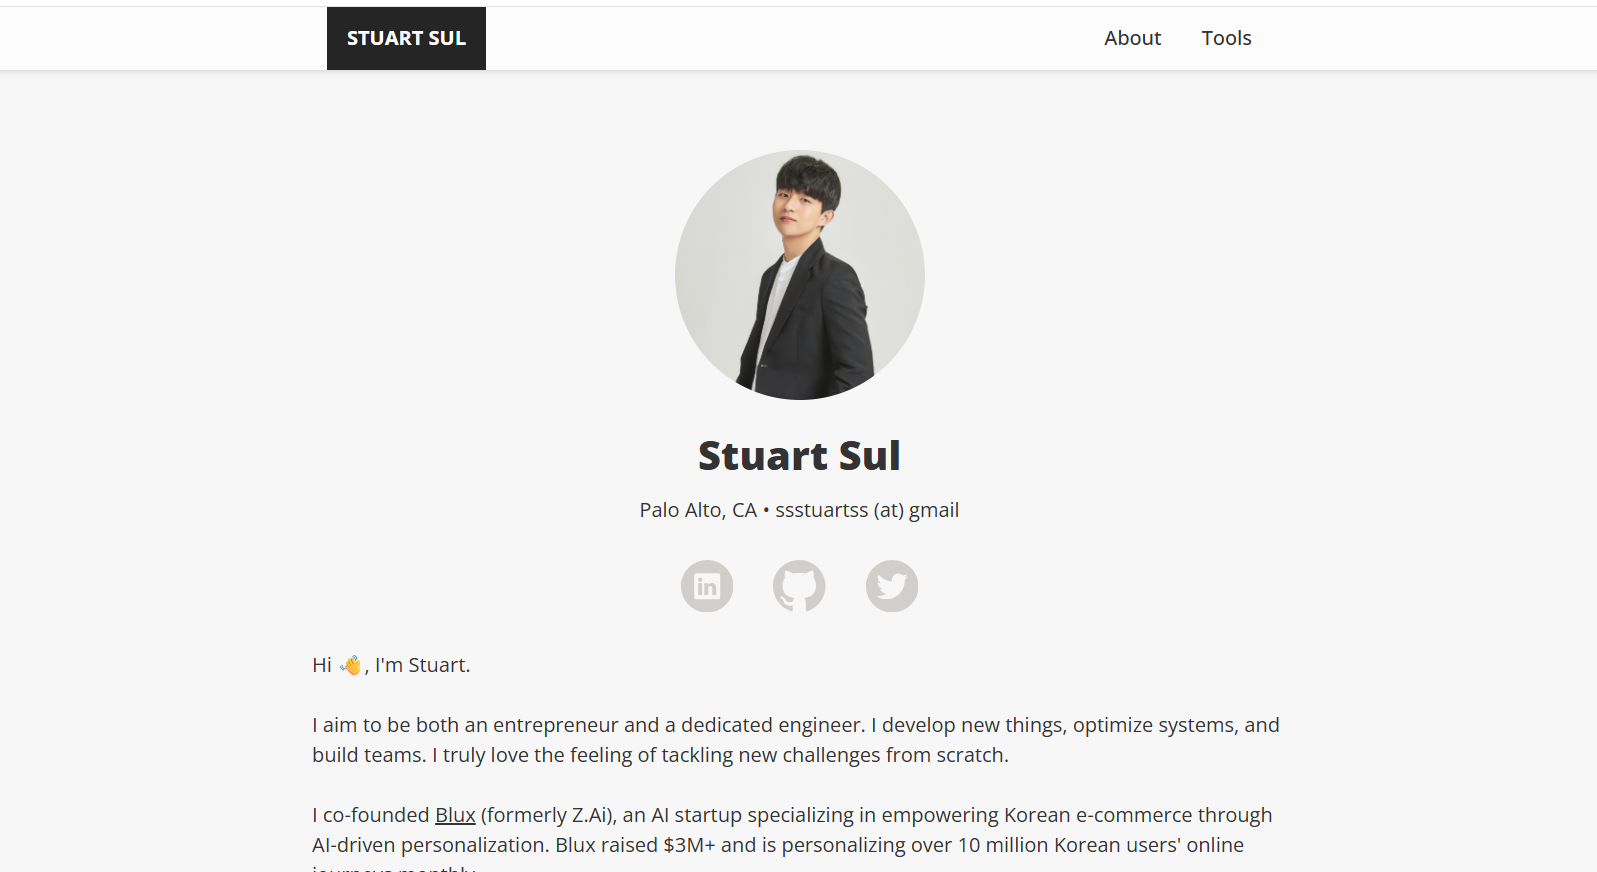 STUART SUL
About Tools
Stuart Sul
Palo Alto, CA • ssstuartss (at) gmail
in
Hi 👋, I'm Stuart.
I aim to be both an entrepreneur and a dedicated engineer. I develop new things, optimize systems, and
build teams. I truly love the feeling of tackling new challenges from scratch.
I co-founded Blux (formerly Z.Ai), an AI startup specializing in empowering Korean e-commerce through
AI-driven personalization. Blux raised $3M+ and is personalizing over 10 million Korean users' online